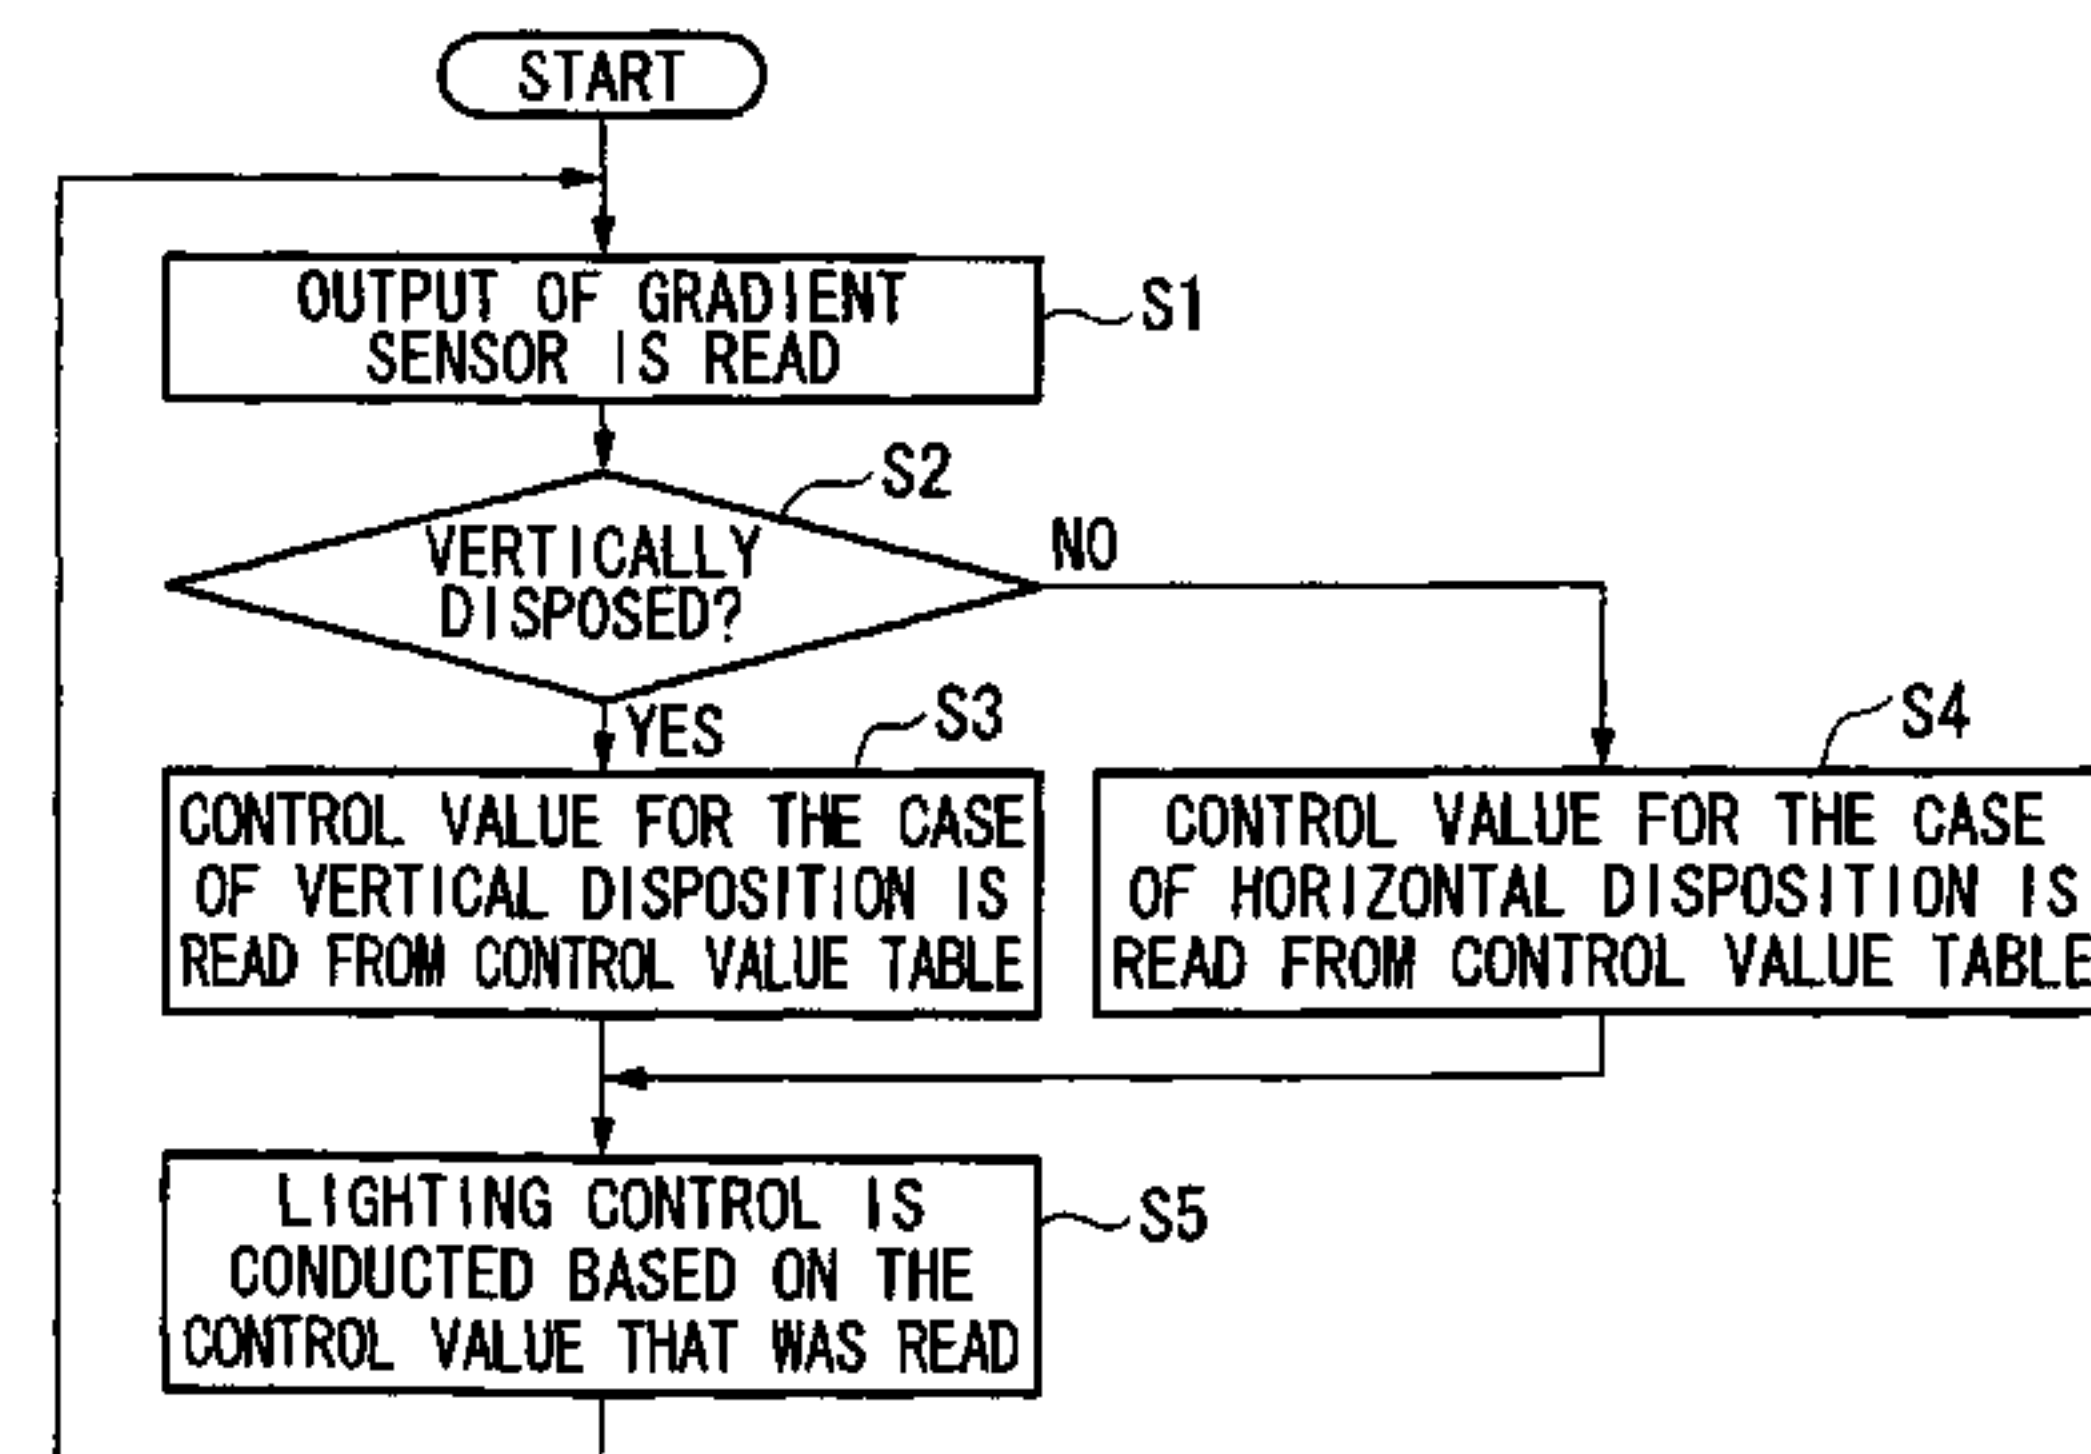 START
OUTPUT OF GRADIENT
SENSOR IS READ
S1
S2
VERTICALLY
DISPOSED?
NO
YES
S3
CONTROL VALUE FOR THE CASE
OF VERTICAL DISPOSITION IS
READ FROM CONTROL VALUE TABLE
S4
CONTROL VALUE FOR THE CASE
OF HORIZONTAL DISPOSITION IS
READ FROM CONTROL VALUE TABLE
LIGHTING CONTROL IS
CONDUCTED BASED ON THE
CONTROL VALUE THAT WAS READ
S5